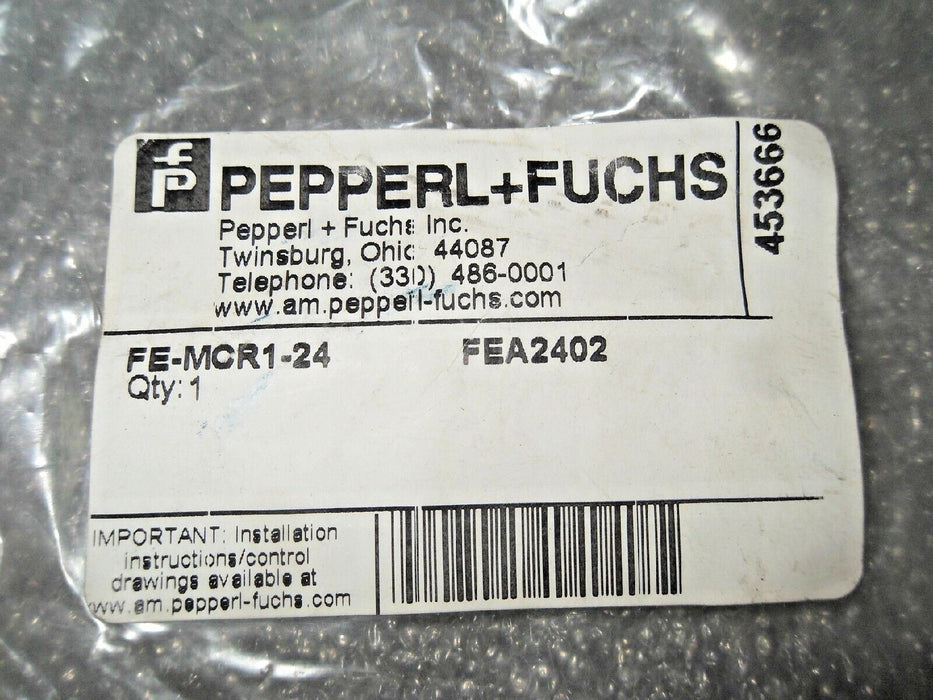 fp PEPPERL+FUCHS
Pepperl + Fuchs Inc.
Twinsburg, Ohio 44087
Telephone: (330) 486-0001
www.am.pepperl-fuchs.com
453666
FE-MCR1-24 FEA2402
Qty: 1
IMPORTANT: Installation
instructions/control
drawings available at
www.am.pepperl-fuchs.com